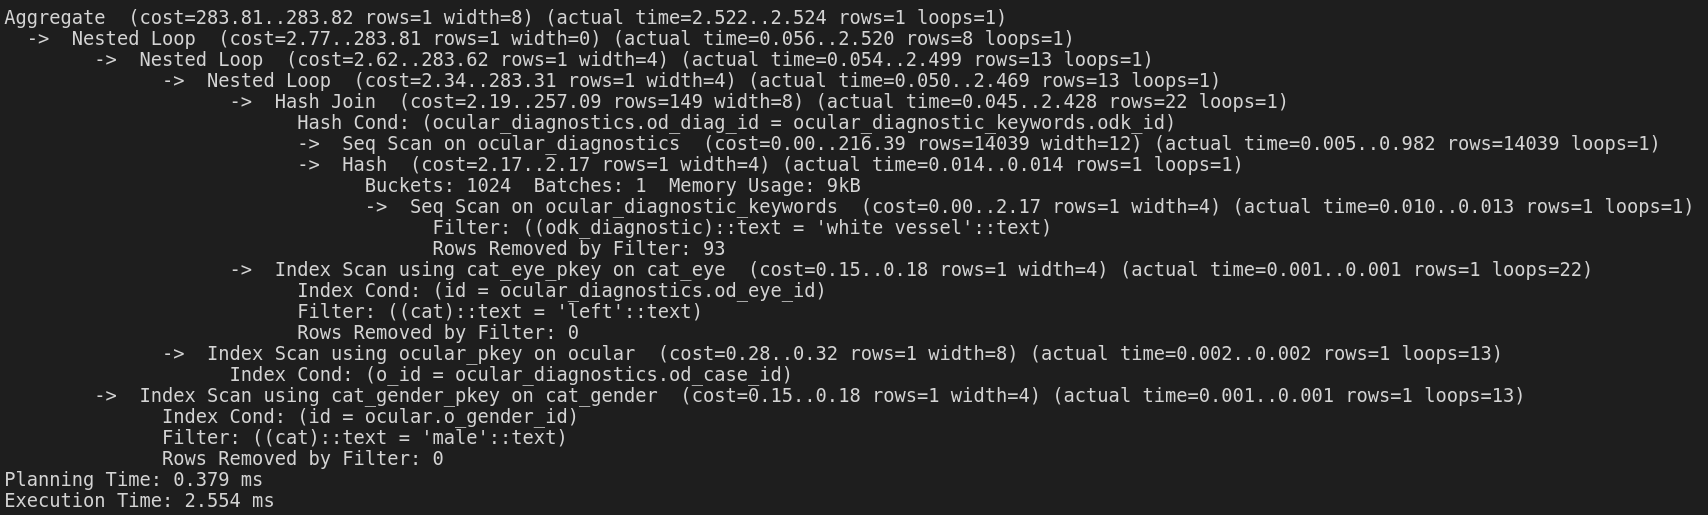 Aggregate  (cost=283.81..283.82 rows=1 width=8) (actual time=2.522..2.524 rows=1 loops=1)
  ->  Nested Loop  (cost=2.77..283.81 rows=1 width=0) (actual time=0.056..2.520 rows=8 loops=1)
        ->  Nested Loop  (cost=2.62..283.62 rows=1 width=4) (actual time=0.054..2.499 rows=13 loops=1)
              ->  Nested Loop  (cost=2.34..283.31 rows=1 width=4) (actual time=0.050..2.469 rows=13 loops=1)
                    ->  Hash Join  (cost=2.19..257.09 rows=149 width=8) (actual time=0.045..2.428 rows=22 loops=1)
                          Hash Cond: (ocular_diagnostics.od_diag_id = ocular_diagnostic_keywords.odk_id)
                          ->  Seq Scan on ocular_diagnostics  (cost=0.00..216.39 rows=14039 width=12) (actual time=0.005..0.982 rows=14039 loops=1)
                          ->  Hash  (cost=2.17..2.17 rows=1 width=4) (actual time=0.014..0.014 rows=1 loops=1)
                                Buckets: 1024  Batches: 1  Memory Usage: 9kB
                                ->  Seq Scan on ocular_diagnostic_keywords  (cost=0.00..2.17 rows=1 width=4) (actual time=0.010..0.013 rows=1 loops=1)
                                      Filter: ((odk_diagnostic)::text = 'white vessel'::text)
                                      Rows Removed by Filter: 93
                    ->  Index Scan using cat_eye_pkey on cat_eye  (cost=0.15..0.18 rows=1 width=4) (actual time=0.001..0.001 rows=1 loops=22)
                          Index Cond: (id = ocular_diagnostics.od_eye_id)
                          Filter: ((cat)::text = 'left'::text)
                          Rows Removed by Filter: 0
              ->  Index Scan using ocular_pkey on ocular  (cost=0.28..0.32 rows=1 width=8) (actual time=0.002..0.002 rows=1 loops=13)
                    Index Cond: (o_id = ocular_diagnostics.od_case_id)
        ->  Index Scan using cat_gender_pkey on cat_gender  (cost=0.15..0.18 rows=1 width=4) (actual time=0.001..0.001 rows=1 loops=13)
              Index Cond: (id = ocular.o_gender_id)
              Filter: ((cat)::text = 'male'::text)
              Rows Removed by Filter: 0
Planning Time: 0.379 ms
Execution Time: 2.554 ms